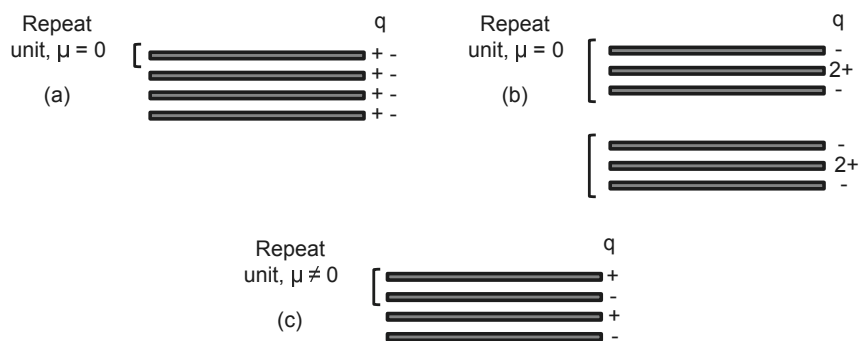 Repeat
unit, μ = 0
(a)
q
+ -
+ -
+ -
+ -
Repeat
unit, μ = 0
(b)
q
-
2+
-
-
2+
-
Repeat
unit, μ ≠ 0
(c)
q
+
-
+
-